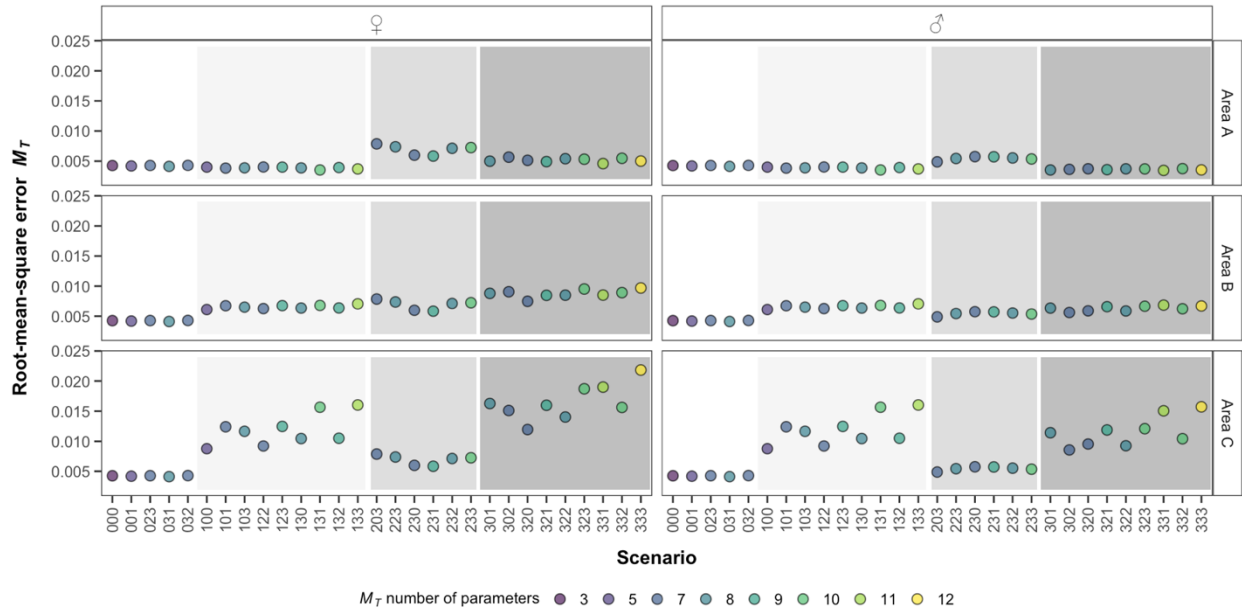 ♀ ♂
0.025
0.020
0.015
0.010
0.005
Area A
0.025
0.020
0.015
0.010
0.005
Area B
0.025
0.020
0.015
0.010
0.005
Area C
Root-mean-square error M_T
000 001 023 031 032 100 101 103 122 123 130 131 132 133 203 223 230 231 232 233 301 302 320 321 322 323 331 332 333
000 001 023 031 032 100 101 103 122 123 130 131 132 133 203 223 230 231 232 233 301 302 320 321 322 323 331 332 333
Scenario
M_T number of parameters 3 5 7 8 9 10 11 12